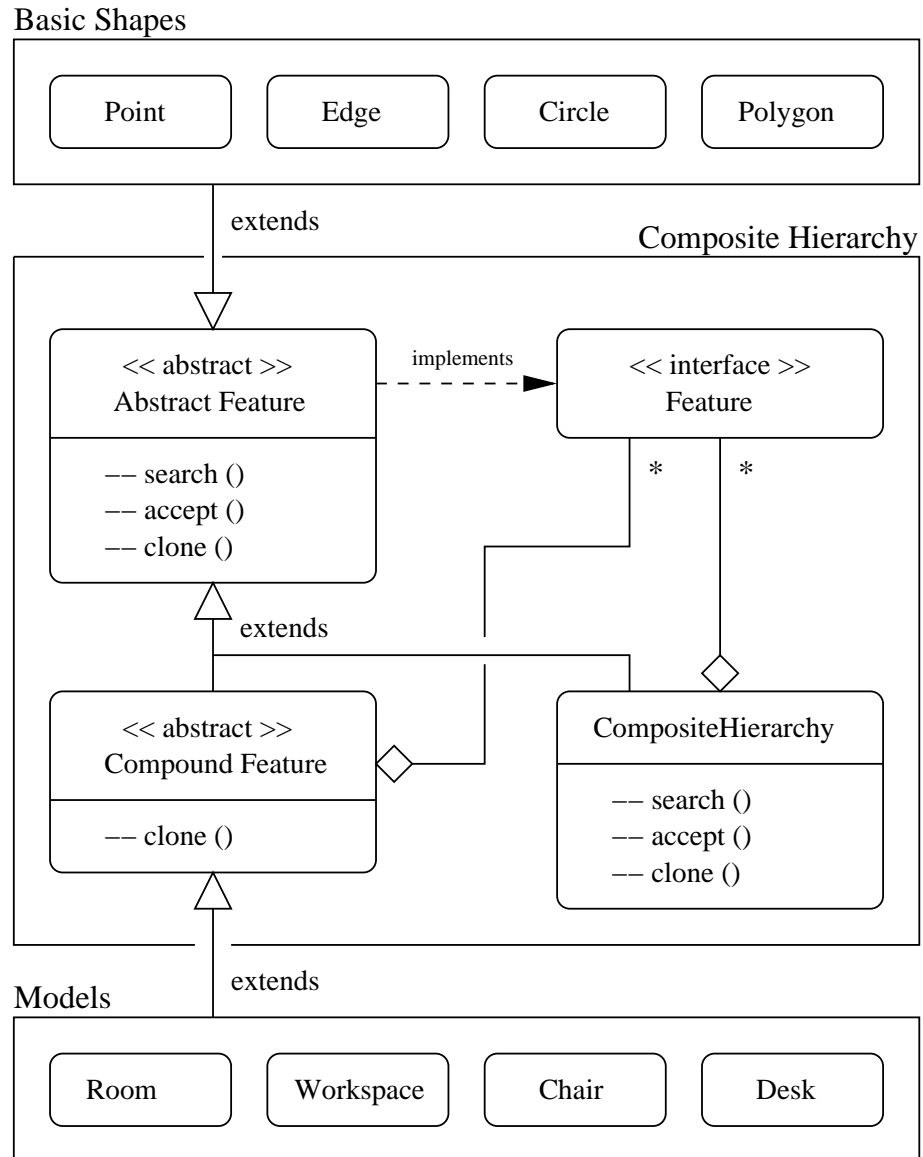 Basic Shapes
Point
Edge
Circle
Polygon
extends
Composite Hierarchy
<< abstract >>
Abstract Feature
implements
<< interface >>
Feature
−− search ()
−− accept ()
−− clone ()
*
*
extends
<< abstract >>
Compound Feature
−− clone ()
CompositeHierarchy
−− search ()
−− accept ()
−− clone ()
extends
Models
Room
Workspace
Chair
Desk